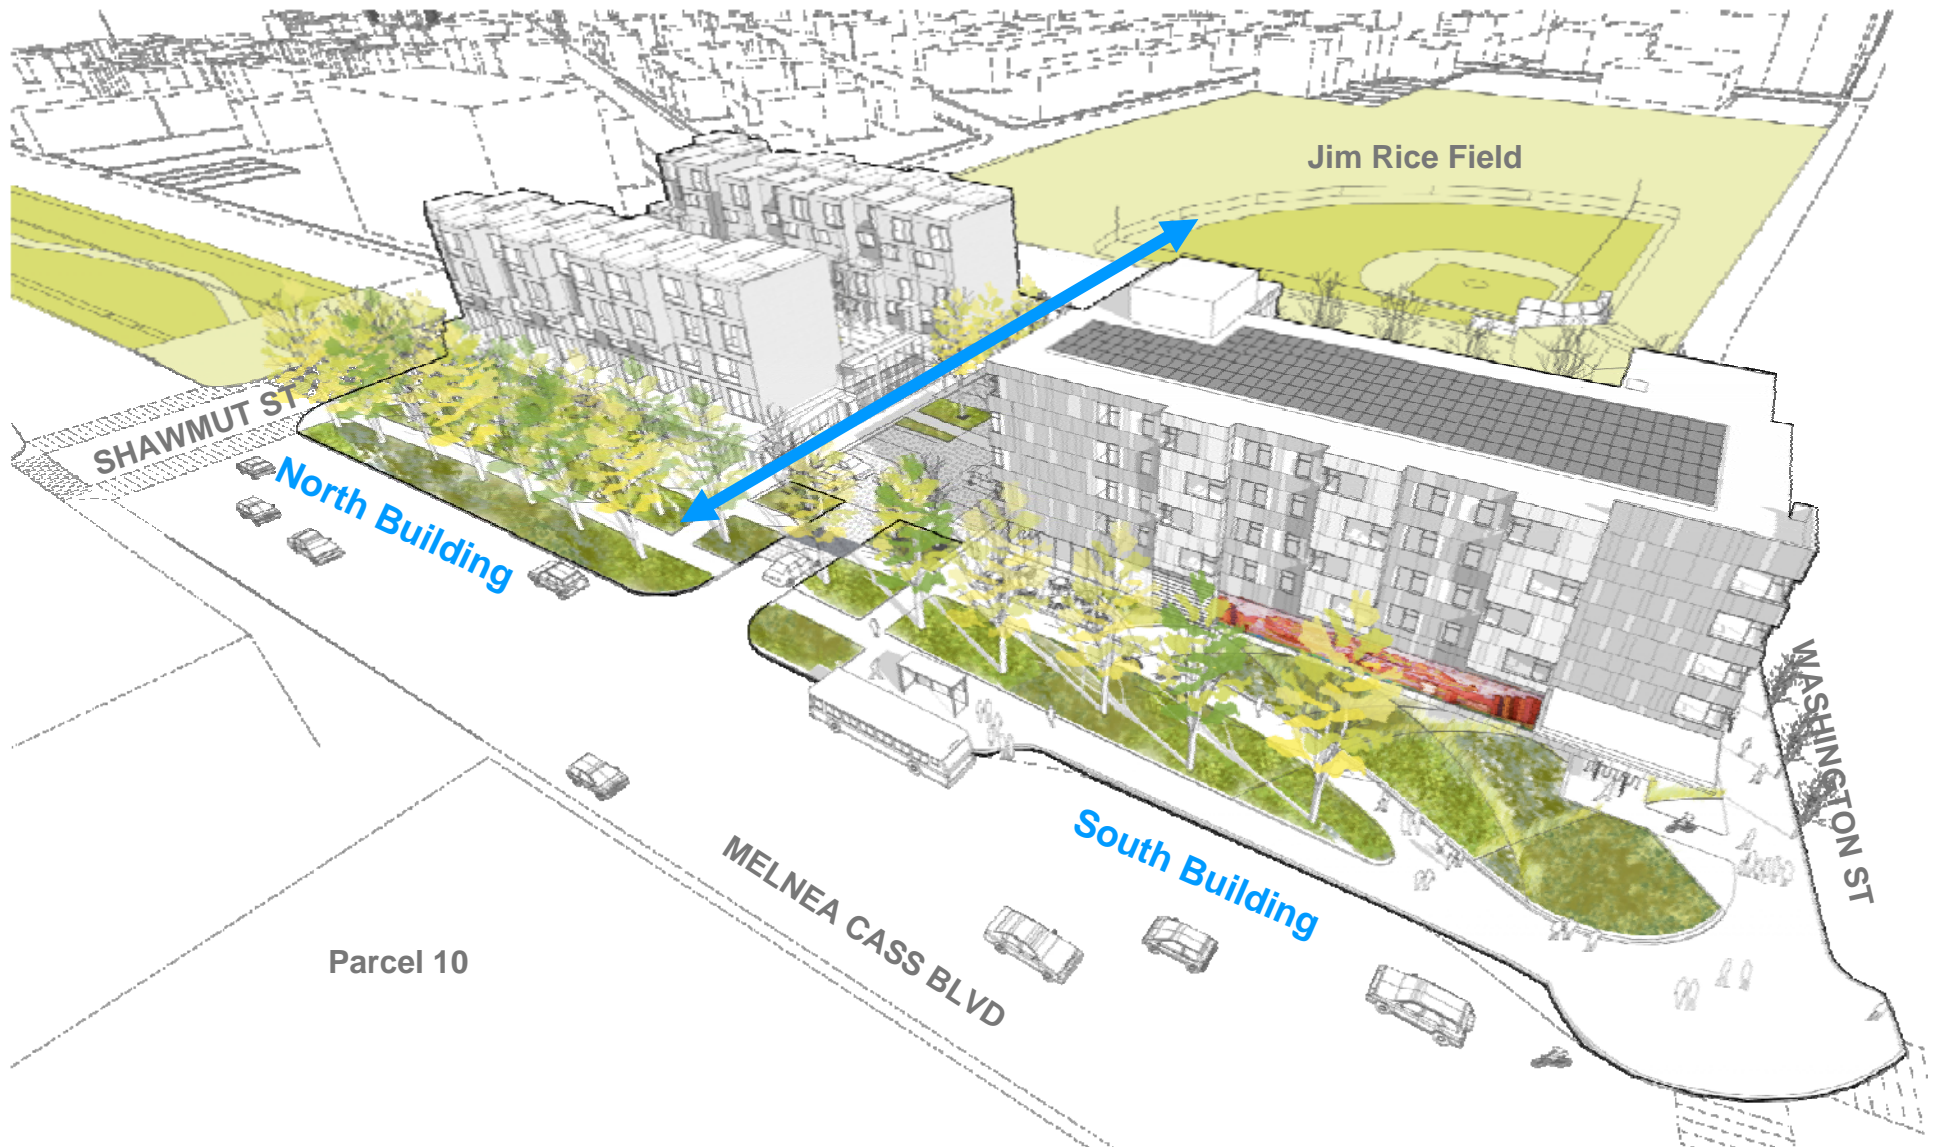 Jim Rice Field
SHAWMUT ST
North Building
WASHINGTON ST
South Building
MELNEA CASS BLVD
Parcel 10